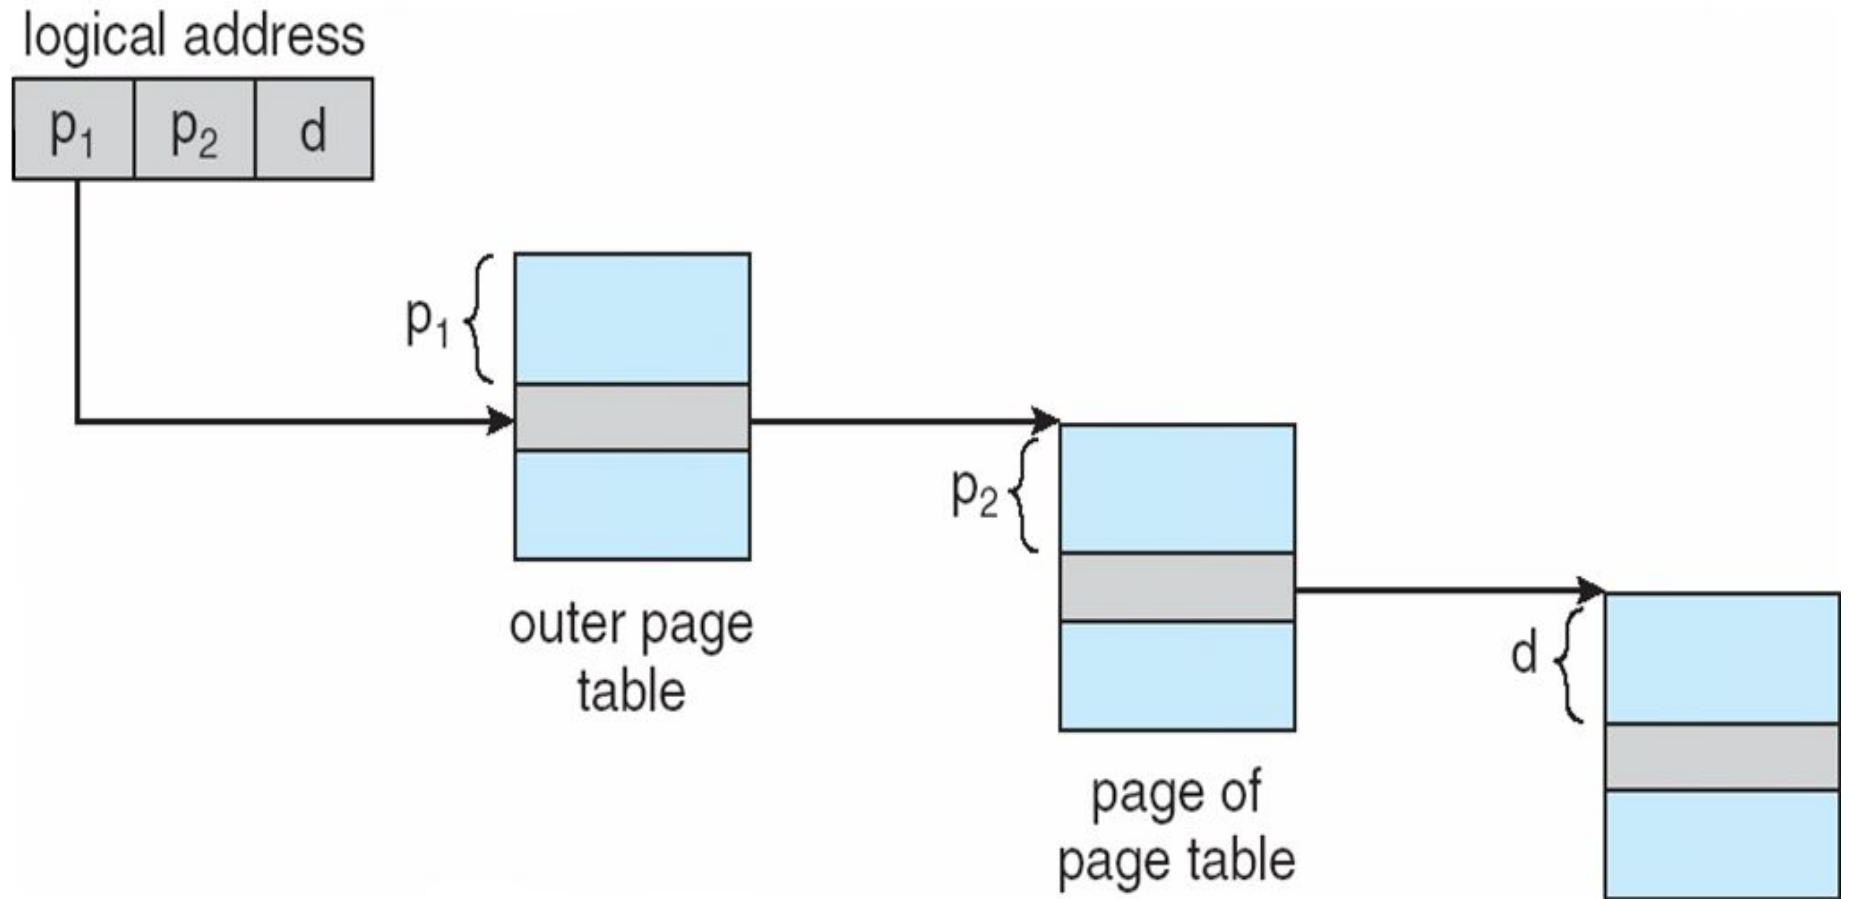 logical address
p₁ p₂ d
p₁
outer page
table
p₂
page of
page table
d